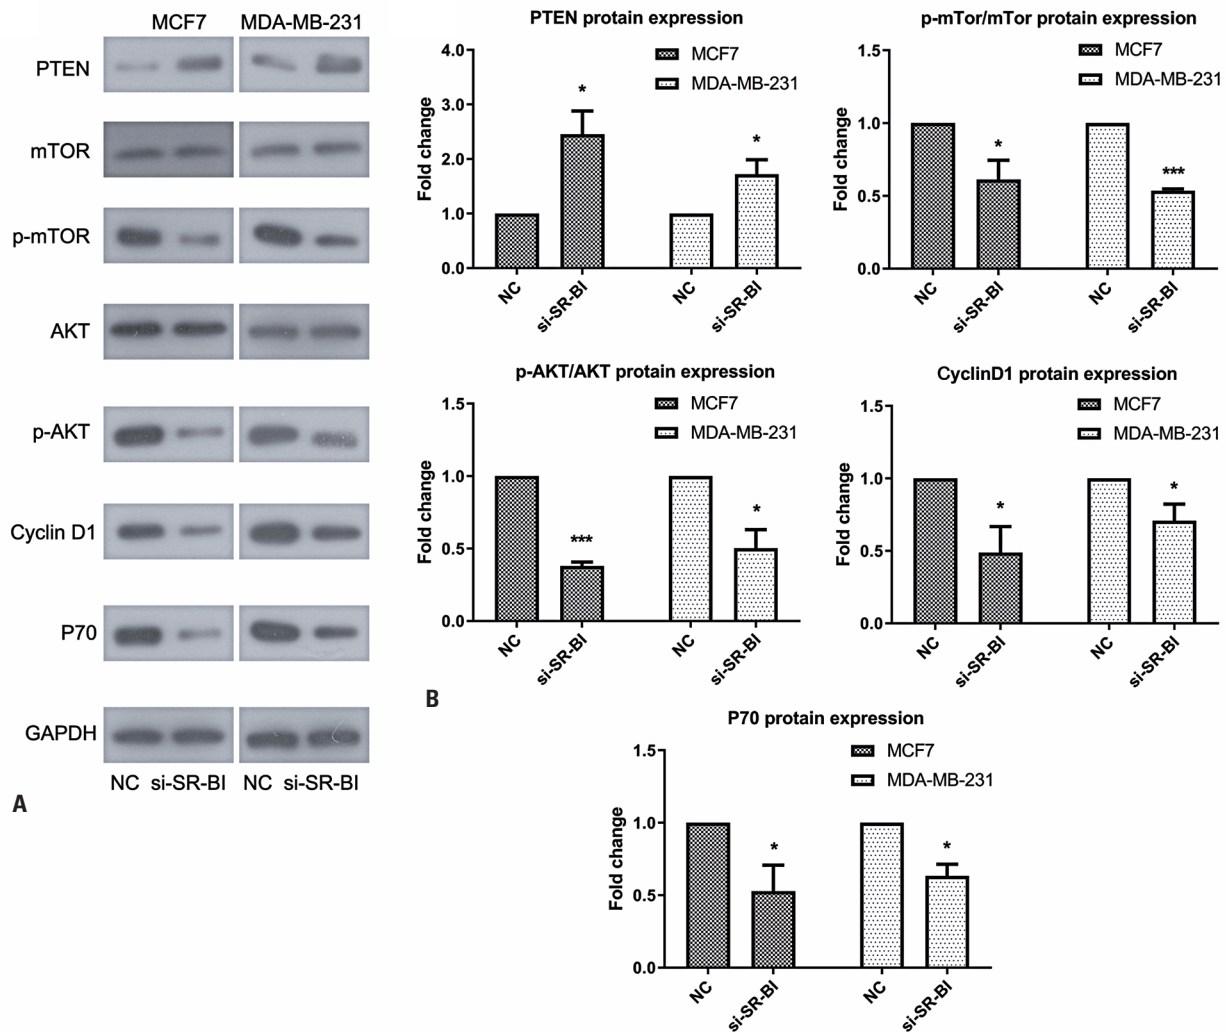 MCF7 MDA-MB-231
PTEN
mTOR
p-mTOR
AKT
p-AKT
Cyclin D1
P70
GAPDH
NC si-SR-BI NC si-SR-BI
A
PTEN protain expression
MCF7
MDA-MB-231
Fold change
4.0
3.0
2.0
1.0
0.0
*
*
NC
si-SR-BI
NC
si-SR-BI
p-mTor/mTor protain expression
MCF7
MDA-MB-231
Fold change
1.5
1.0
0.5
0.0
*
***
NC
si-SR-BI
NC
si-SR-BI
p-AKT/AKT protain expression
MCF7
MDA-MB-231
Fold change
1.5
1.0
0.5
0.0
***
*
NC
si-SR-BI
NC
si-SR-BI
CyclinD1 protain expression
MCF7
MDA-MB-231
Fold change
1.5
1.0
0.5
0.0
*
*
NC
si-SR-BI
NC
si-SR-BI
B
P70 protain expression
MCF7
MDA-MB-231
Fold change
1.5
1.0
0.5
0.0
*
*
NC
si-SR-BI
NC
si-SR-BI